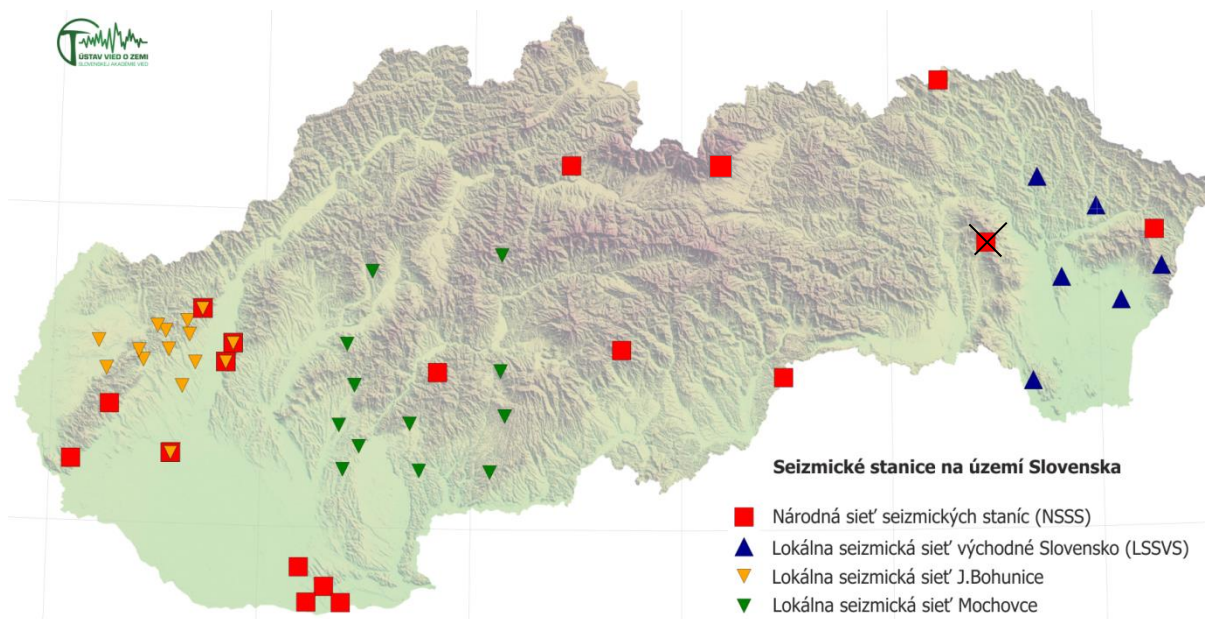 ÚSTAV VIED O ZEMI
SLOVENSKEJ AKADÉMIE VIED
Seizmické stanice na území Slovenska
Národná sieť seizmických staníc (NSSS)
Lokálna seizmická sieť východné Slovensko (LSSVS)
Lokálna seizmická sieť J.Bohunice
Lokálna seizmická sieť Mochovce